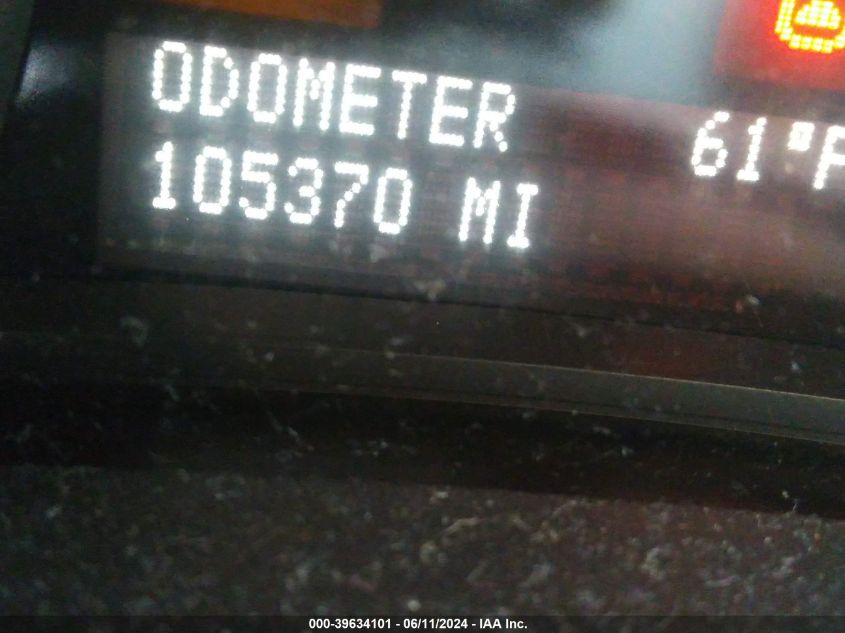 ODOMETER
61°F
105370 MI
000-39634101 - 06/11/2024 - IAA Inc.